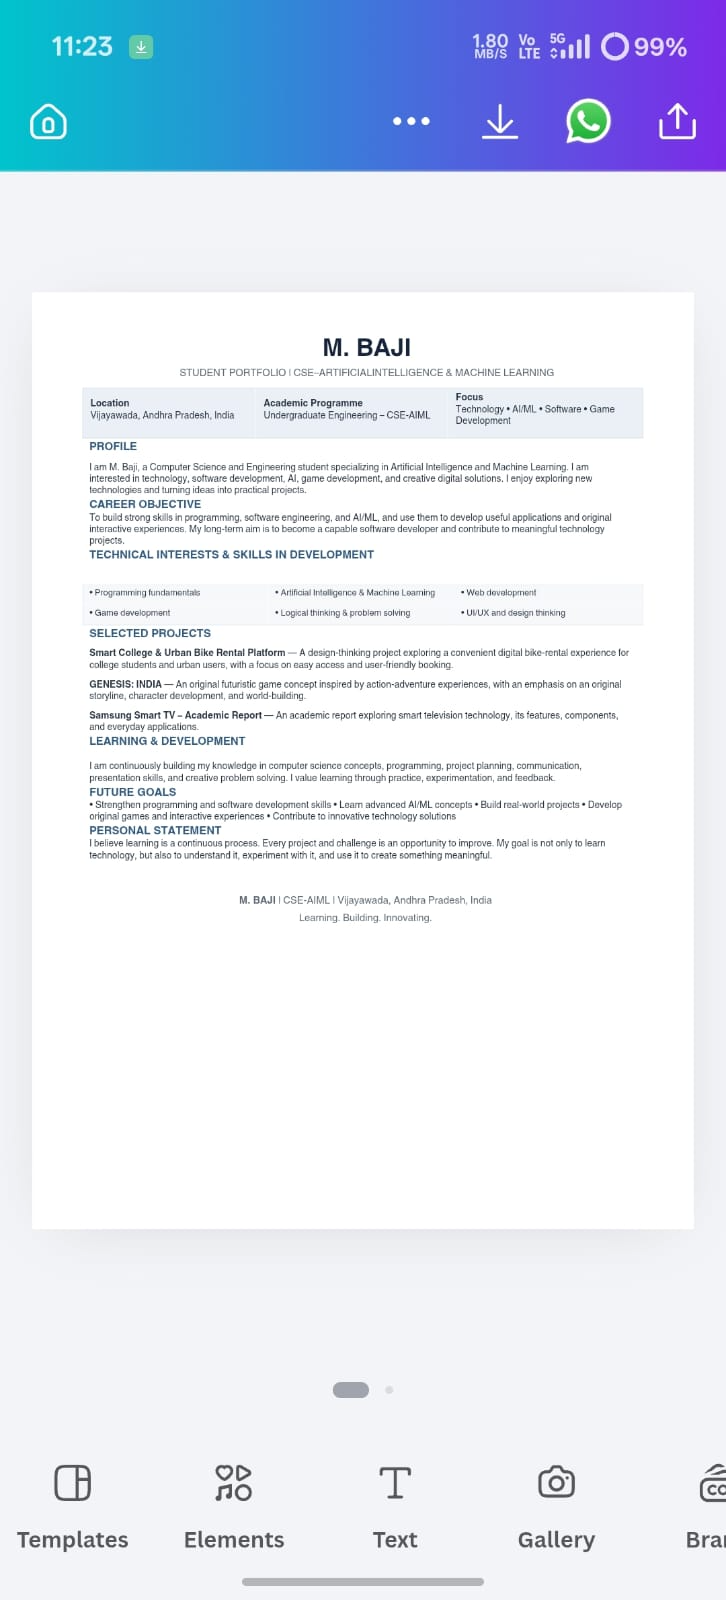 11:23
1.80 MB/S Vo LTE 5G 99%
M. BAJI
STUDENT PORTFOLIO | CSE–ARTIFICIALINTELLIGENCE & MACHINE LEARNING
Location
Vijayawada, Andhra Pradesh, India
Academic Programme
Undergraduate Engineering – CSE-AIML
Focus
Technology • AI/ML • Software • Game
Development
PROFILE
I am M. Baji, a Computer Science and Engineering student specializing in Artificial Intelligence and Machine Learning. I am
interested in technology, software development, AI, game development, and creative digital solutions. I enjoy exploring new
technologies and turning ideas into practical projects.
CAREER OBJECTIVE
To build strong skills in programming, software engineering, and AI/ML, and use them to develop useful applications and original
interactive experiences. My long-term aim is to become a capable software developer and contribute to meaningful technology
projects.
TECHNICAL INTERESTS & SKILLS IN DEVELOPMENT
• Programming fundamentals • Artificial Intelligence & Machine Learning • Web development
• Game development • Logical thinking & problem solving • UI/UX and design thinking
SELECTED PROJECTS
Smart College & Urban Bike Rental Platform — A design-thinking project exploring a convenient digital bike-rental experience for
college students and urban users, with a focus on easy access and user-friendly booking.
GENESIS: INDIA — An original futuristic game concept inspired by action-adventure experiences, with an emphasis on an original
storyline, character development, and world-building.
Samsung Smart TV – Academic Report — An academic report exploring smart television technology, its features, components,
and everyday applications.
LEARNING & DEVELOPMENT
I am continuously building my knowledge in computer science concepts, programming, project planning, communication,
presentation skills, and creative problem solving. I value learning through practice, experimentation, and feedback.
FUTURE GOALS
• Strengthen programming and software development skills • Learn advanced AI/ML concepts • Build real-world projects • Develop
original games and interactive experiences • Contribute to innovative technology solutions
PERSONAL STATEMENT
I believe learning is a continuous process. Every project and challenge is an opportunity to improve. My goal is not only to learn
technology, but also to understand it, experiment with it, and use it to create something meaningful.
M. BAJI | CSE-AIML | Vijayawada, Andhra Pradesh, India
Learning. Building. Innovating.
Templates Elements Text Gallery